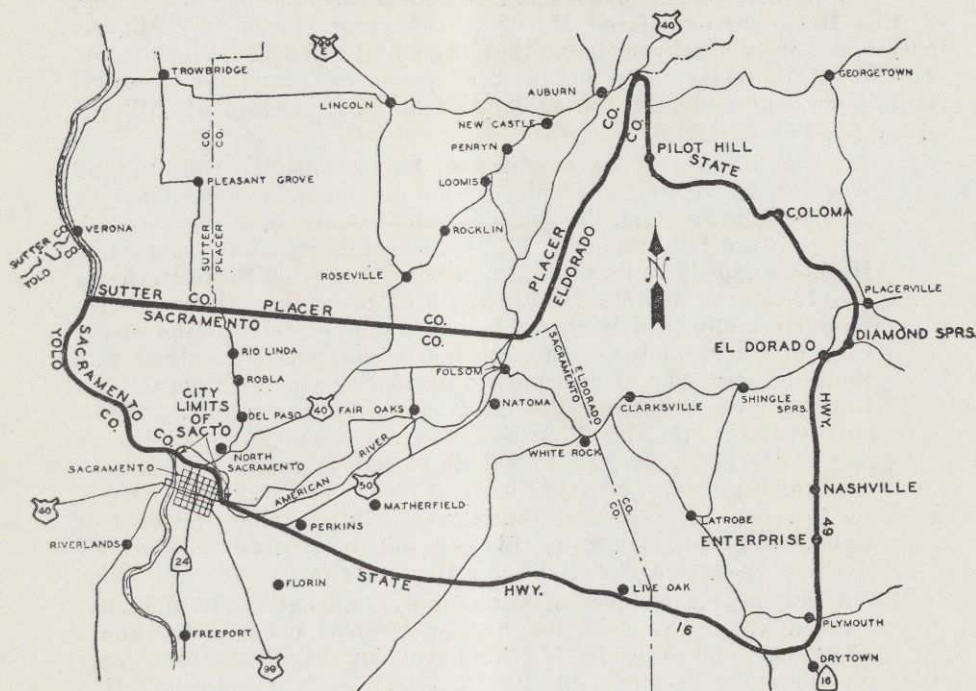 40
99
E
TROWBRIDGE
GEORGETOWN
LINCOLN
AUBURN
NEW CASTLE
PENRYN
CO.
CO.
PILOT HILL
STATE
CO.
CO.
PLEASANT GROVE
LOOMIS
COLOMA
SUTTER
PLACER
ROCKLIN
PLACER
ELDORADO
N
VERONA
SUTTER CO.
YOLO CO.
ROSEVILLE
SUTTER CO. PLACER CO.
SACRAMENTO CO.
PLACERVILLE
DIAMOND SPRS.
EL DORADO
YOLO
SACRAMENTO
CO.
CO.
RIO LINDA
ROBLA
FOLSOM
ELDORADO
SACRAMENTO
CITY
LIMITS
OF
SACTO
DEL PASO
40
FAIR OAKS
NATOMA
CLARKSVILLE
SHINGLE
SPRS.
HWY.
NORTH
SACRAMENTO
RIVER
WHITE ROCK
SACRAMENTO
AMERICAN
50
CO.
CO.
NASHVILLE
40
MATHERFIELD
LATROBE
49
PERKINS
ENTERPRISE
RIVERLANDS
24
FLORIN
STATE
HWY.
LIVE OAK
16
PLYMOUTH
FREEPORT
99
DRYTOWN
16